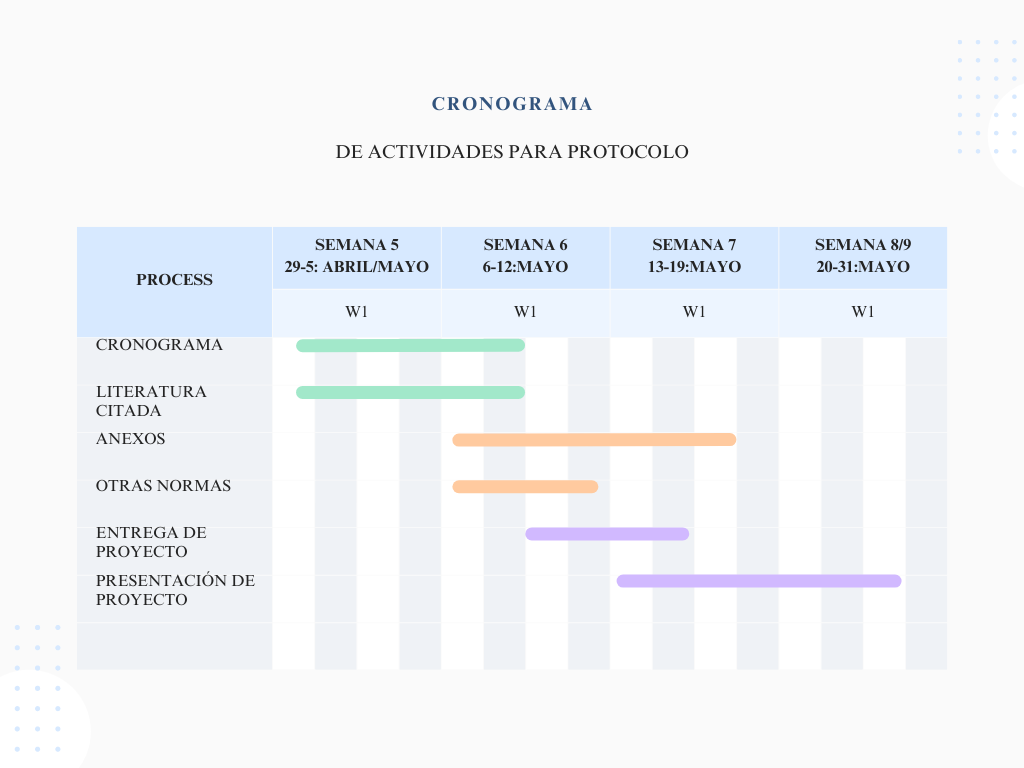 CRONOGRAMA
DE ACTIVIDADES PARA PROTOCOLO
PROCESS
SEMANA 5
29-5: ABRIL/MAYO
SEMANA 6
6-12:MAYO
SEMANA 7
13-19:MAYO
SEMANA 8/9
20-31:MAYO
W1
W1
W1
W1
CRONOGRAMA
LITERATURA
CITADA
ANEXOS
OTRAS NORMAS
ENTREGA DE
PROYECTO
PRESENTACIÓN DE
PROYECTO